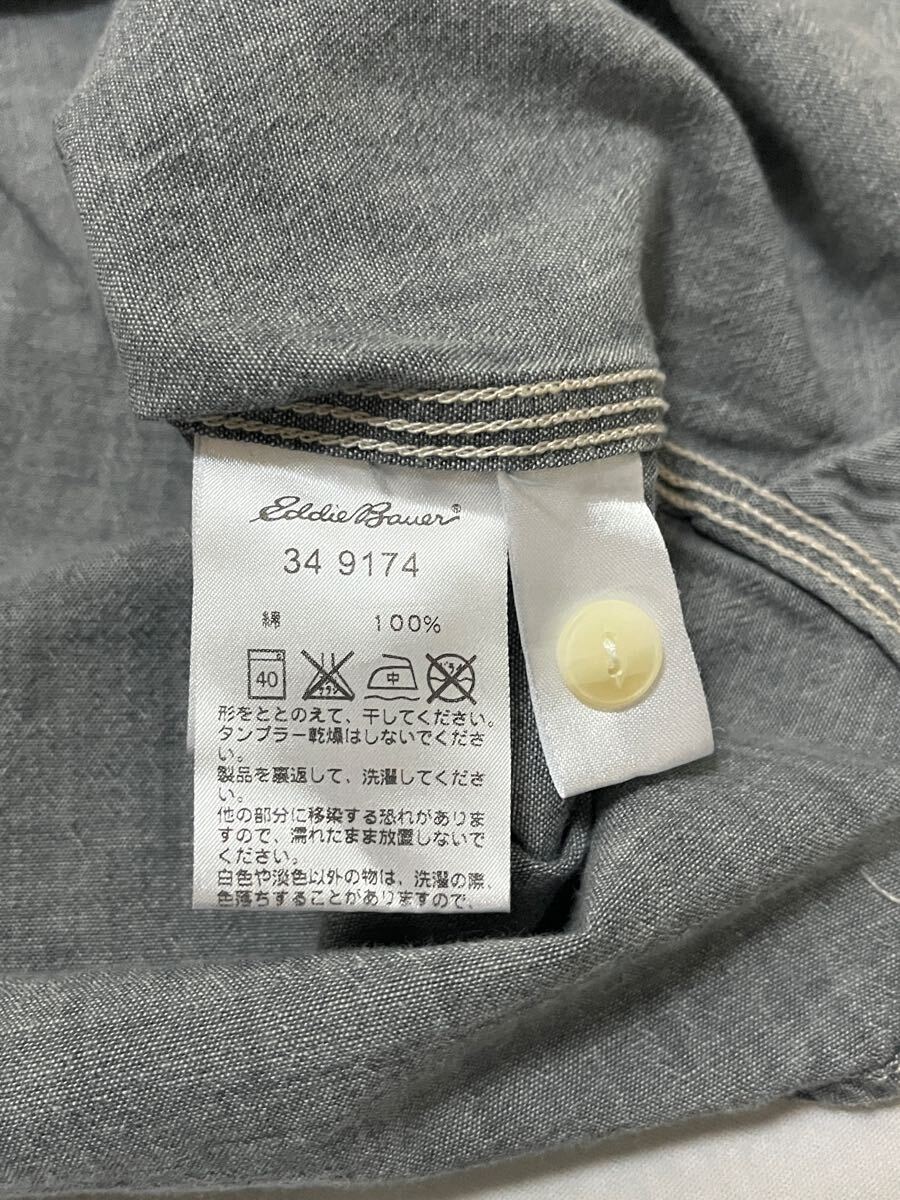 Eddie Bauer®
34 9174
綿 100%
40 中 ドライ
形をととのえて、干してください。
タンブラー乾燥はしないでくださ
い。
製品を裏返して、洗濯してくださ
い。
他の部分に移染する恐れがありま
すので、濡れたまま放置しないで
ください。
白色や淡色以外の物は、洗濯の際、
色落ちすることがありますので、